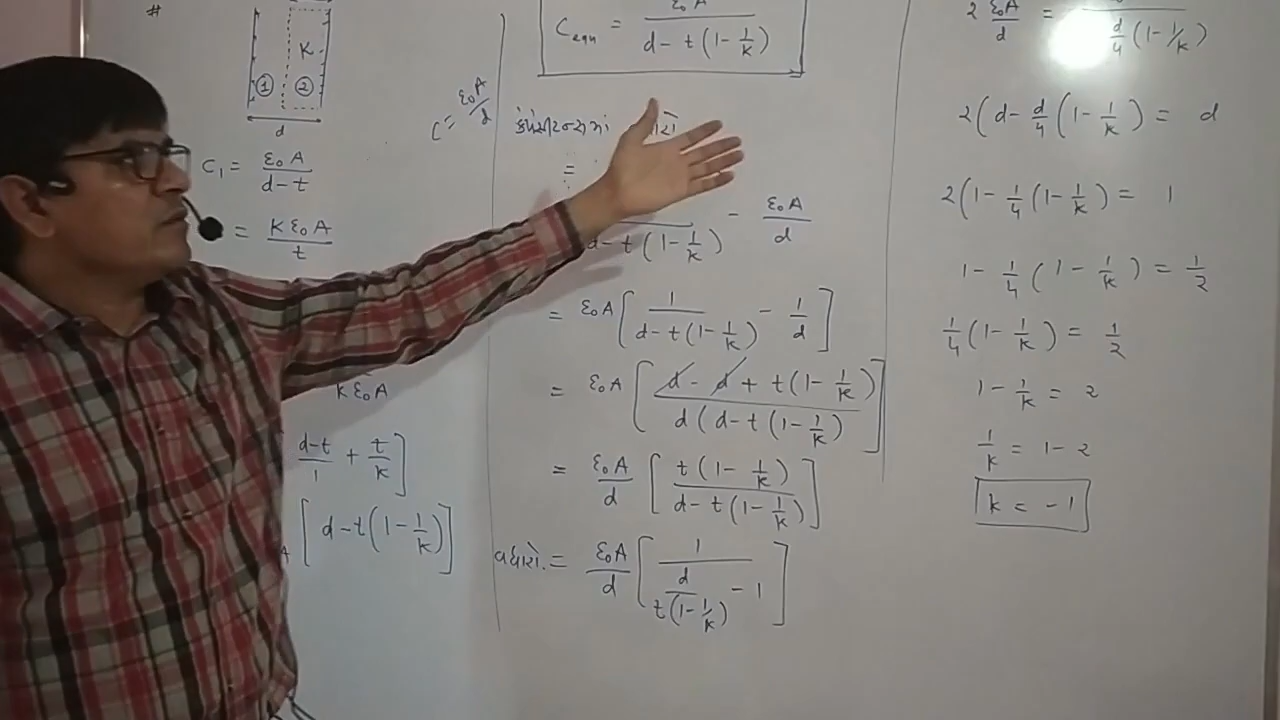 #
K
1 2
d
C₁ = ε₀A / (d - t)
= Kε₀A / t
Kε₀A
(d-t)/1 + t/K ]
[ d - t(1 - 1/K) ]
C = ε₀A/d
Cequ = ε₀A / (d - t(1 - 1/K))
=
d - t(1 - 1/K) - ε₀A/d
= ε₀A [ 1/(d - t(1 - 1/K)) - 1/d ]
= ε₀A [ (d - d + t(1 - 1/K)) / (d(d - t(1 - 1/K)) ]
= ε₀A/d [ t(1 - 1/K) / (d - t(1 - 1/K)) ]
વધારો. = ε₀A/d [ 1 / (d/(t(1 - 1/K)) - 1) ]
2 ε₀A/d =
d/4 (1 - 1/K)
2(d - d/4 (1 - 1/K) = d
2(1 - 1/4 (1 - 1/K) = 1
1 - 1/4 (1 - 1/K) = 1/2
1/4 (1 - 1/K) = 1/2
1 - 1/K = 2
1/K = 1 - 2
K = -1